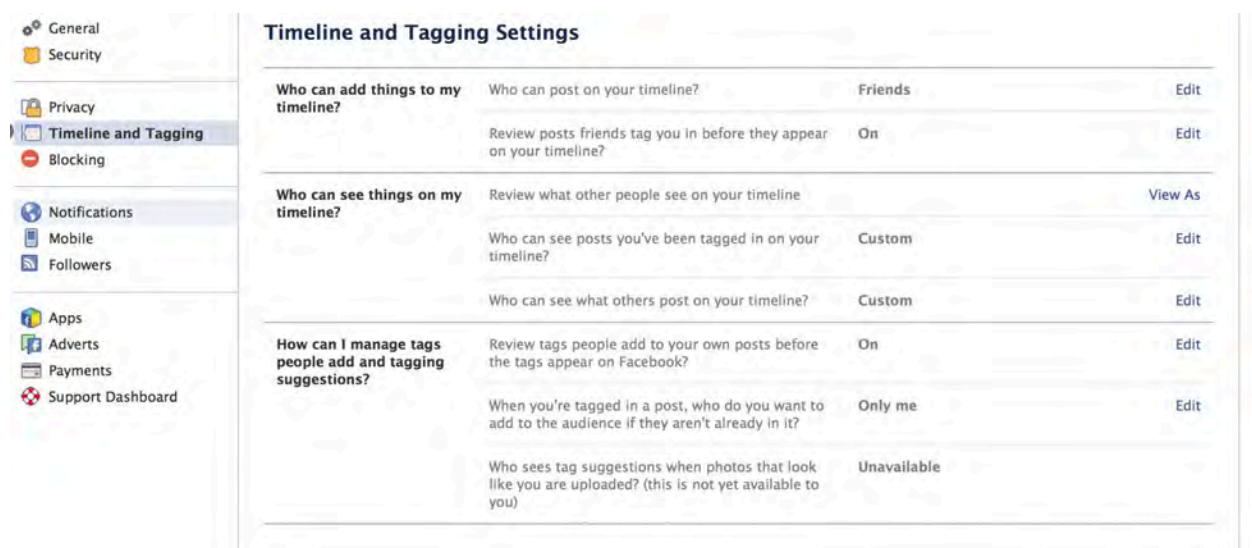 General
Security
Privacy
Timeline and Tagging
Blocking
Notifications
Mobile
Followers
Apps
Adverts
Payments
Support Dashboard
Timeline and Tagging Settings
Who can add things to my
timeline?
Who can post on your timeline?
Friends
Edit
Review posts friends tag you in before they appear
on your timeline?
On
Edit
Who can see things on my
timeline?
Review what other people see on your timeline
View As
Who can see posts you've been tagged in on your
timeline?
Custom
Edit
Who can see what others post on your timeline?
Custom
Edit
How can I manage tags
people add and tagging
suggestions?
Review tags people add to your own posts before
the tags appear on Facebook?
On
Edit
When you're tagged in a post, who do you want to
add to the audience if they aren't already in it?
Only me
Edit
Who sees tag suggestions when photos that look
like you are uploaded? (this is not yet available to
you)
Unavailable